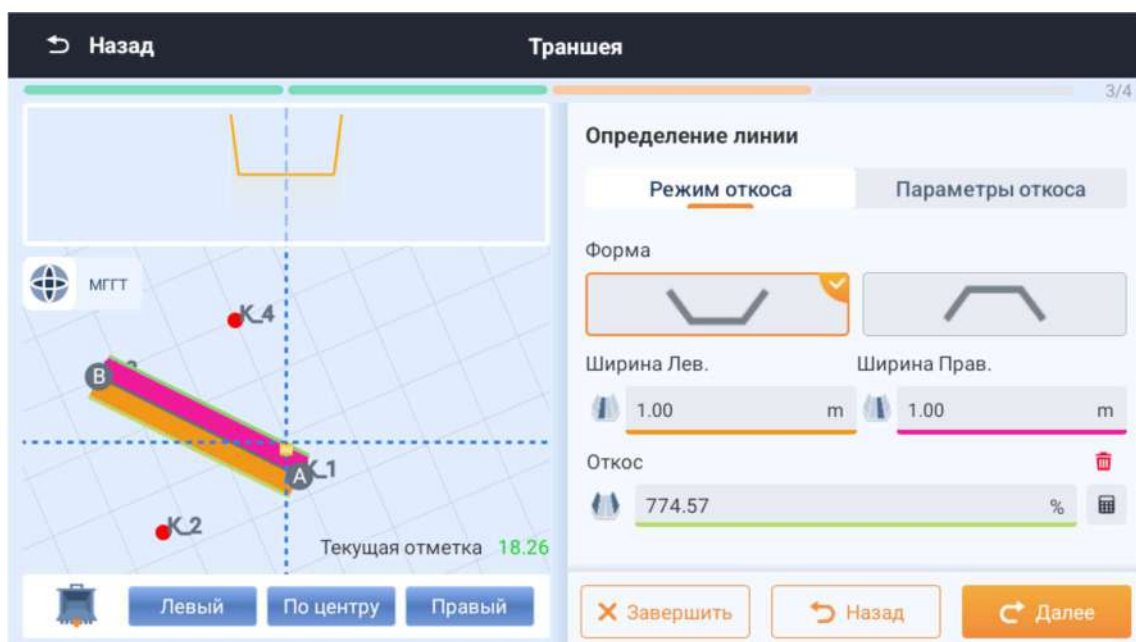 Назад
Траншея
3/4
Определение линии
Режим откоса
Параметры откоса
Форма
МГГТ
K_4
Ширина Лев.
Ширина Прав.
B
1.00 m
1.00 m
Откос
A
K_1
774.57 %
K_2
Текущая отметка 18.26
Левый
По центру
Правый
Завершить
Назад
Далее